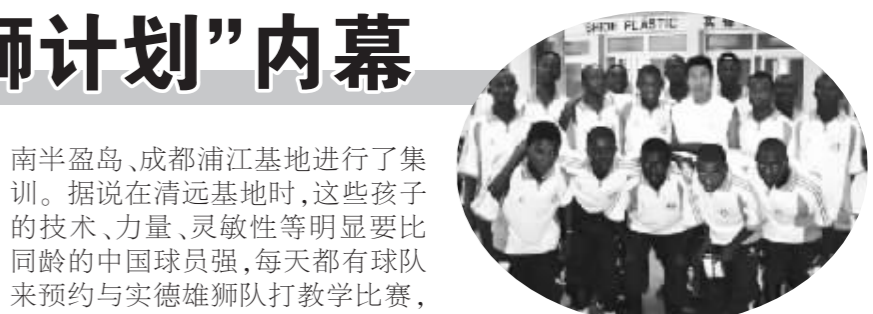 师计划”内幕
南半盈岛、成都浦江基地进行了集
训。据说在清远基地时,这些孩子
的技术、力量、灵敏性等明显要比
同龄的中国球员强,每天都有球队
来预约与实德雄狮队打教学比赛,
PLASTIC